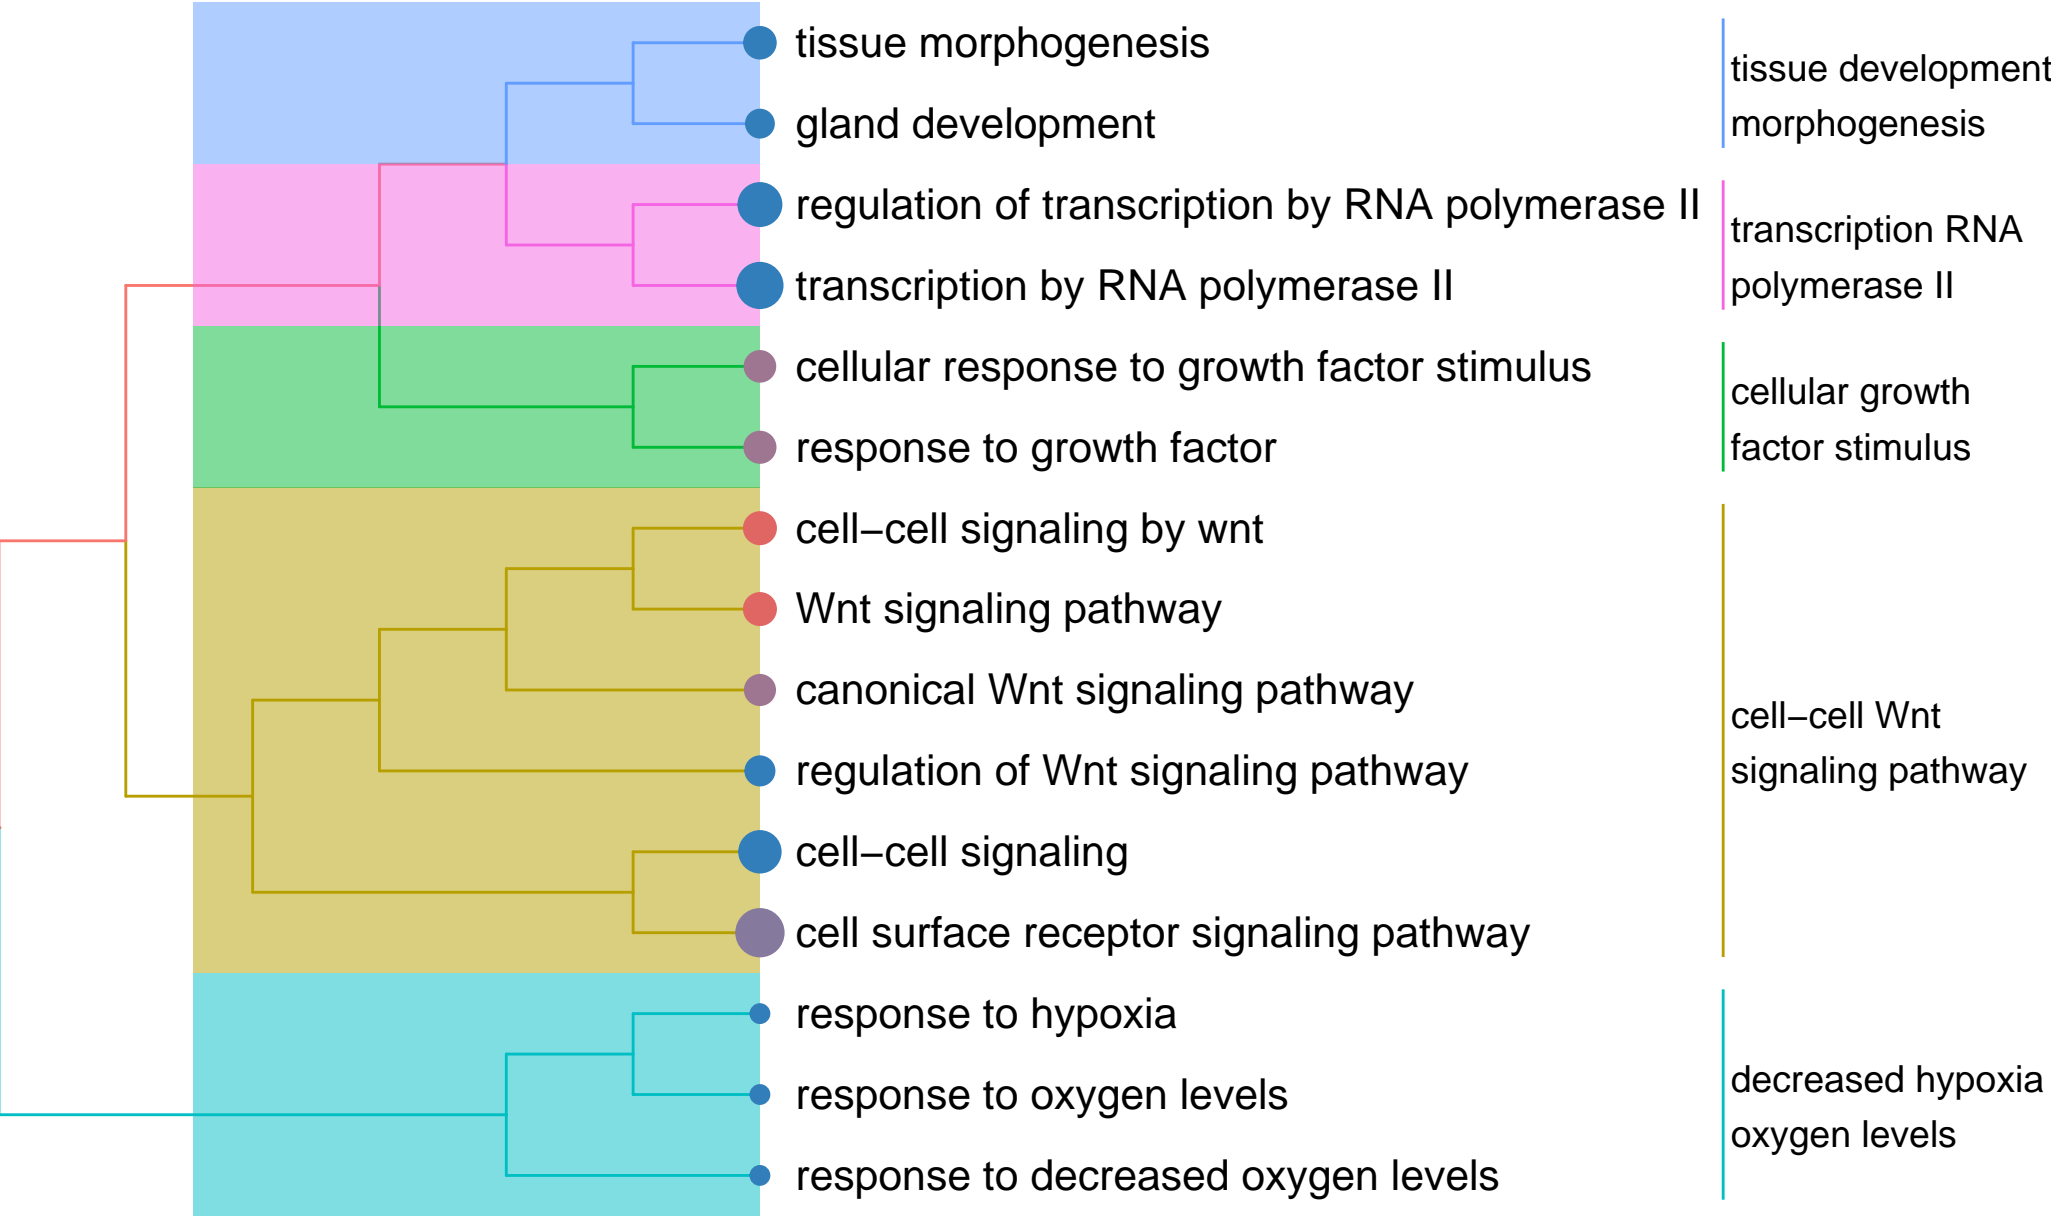 tissue morphogenesis
gland development
regulation of transcription by RNA polymerase II
transcription by RNA polymerase II
cellular response to growth factor stimulus
response to growth factor
cell−cell signaling by wnt
Wnt signaling pathway
canonical Wnt signaling pathway
regulation of Wnt signaling pathway
cell−cell signaling
cell surface receptor signaling pathway
response to hypoxia
response to oxygen levels
response to decreased oxygen levels
tissue development
morphogenesis
transcription RNA
polymerase II
cellular growth
factor stimulus
cell−cell Wnt
signaling pathway
decreased hypoxia
oxygen levels